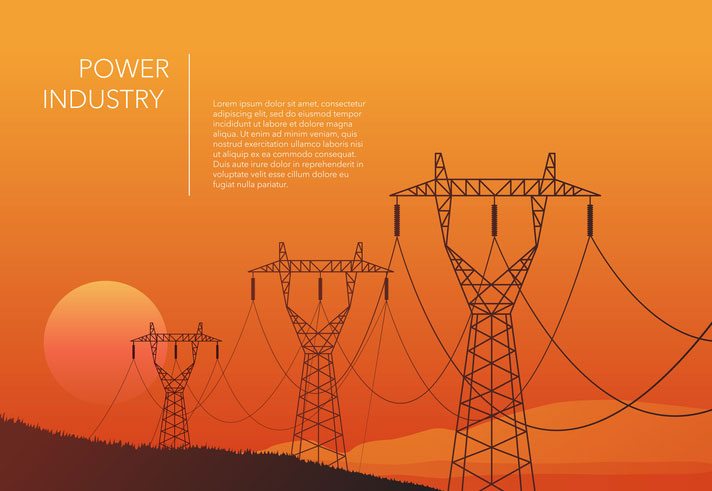 POWER
INDUSTRY
Lorem ipsum dolor sit amet, consectetur
adipiscing elit, sed do eiusmod tempor
incididunt ut labore et dolore magna
aliqua. Ut enim ad minim veniam, quis
nostrud exercitation ullamco laboris nisi
ut aliquip ex ea commodo consequat.
Duis aute irure dolor in reprehenderit in
voluptate velit esse cillum dolore eu
fugiat nulla pariatur.